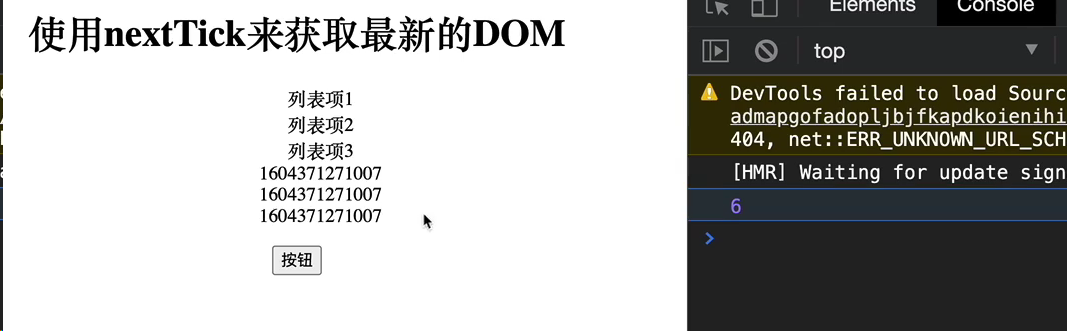 使用nextTick来获取最新的DOM
列表项1
列表项2
列表项3
1604371271007
1604371271007
1604371271007
按钮
Elements
Console
top
DevTools failed to load Sourc
admapgofadopljbjfkapdkoienihi
404, net::ERR_UNKNOWN_URL_SCH
[HMR] Waiting for update sign
6